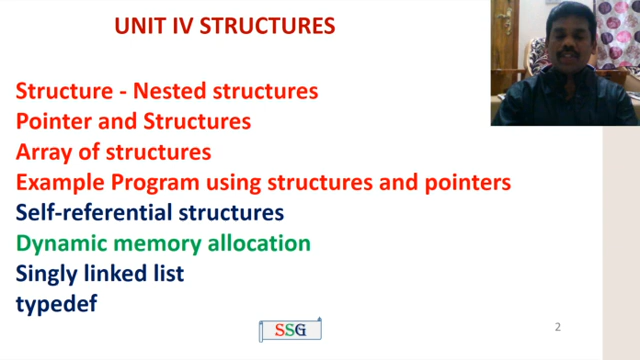 UNIT IV STRUCTURES
Structure - Nested structures
Pointer and Structures
Array of structures
Example Program using structures and pointers
Self-referential structures
Dynamic memory allocation
Singly linked list
typedef
SSG
2